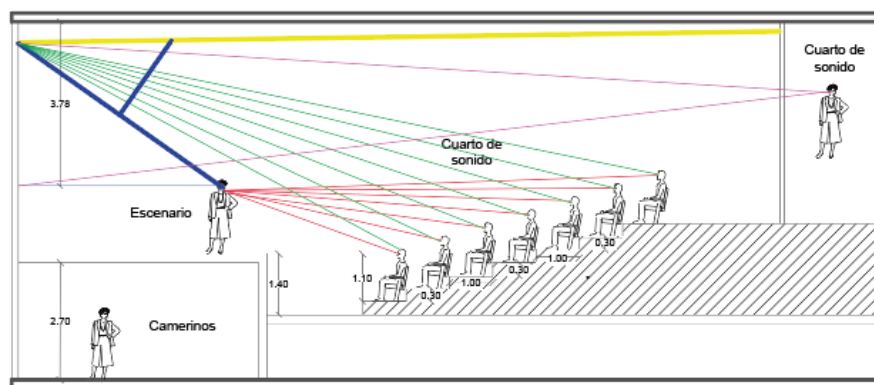 Cuarto de
sonido
3.78
Cuarto de
sonido
Escenario
1.40
1.10
0.30
1.00
0.30
1.00
0.30
2.70
Camerinos